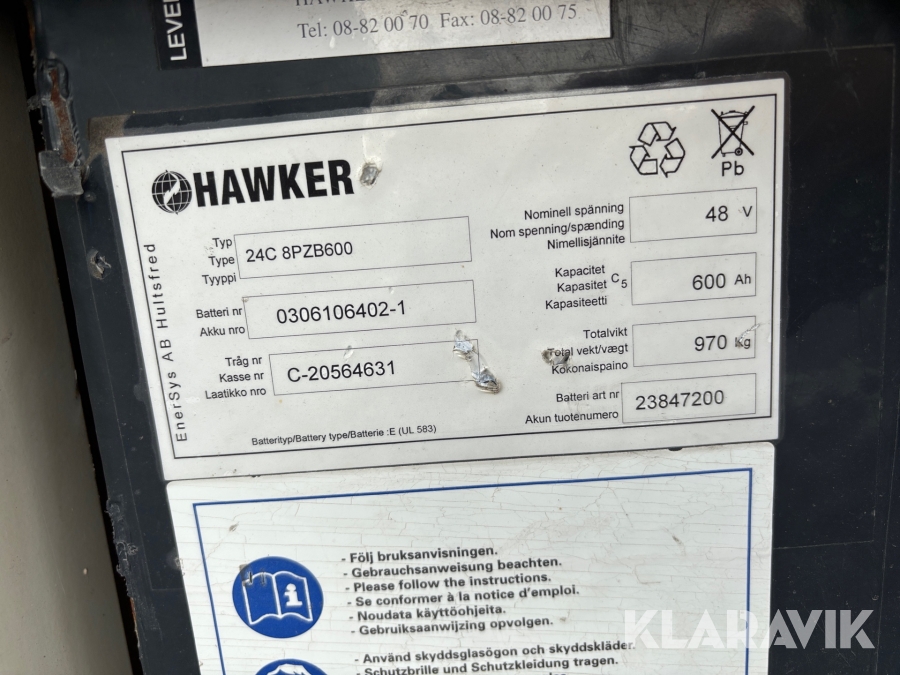 LEVE
Tel: 08-82 00 70 Fax: 08-82 00 75
KLARAVIK
HAWKER
Pb
EnerSys AB Hultsfred
Typ
Type
Tyyppi
24C 8PZB600
Batteri nr
Akku nro
0306106402-1
Tråg nr
Kasse nr
Laatikko nro
C-20564631
Nominell spänning
Nom spenning/spænding
Nimellisjännite
48 V
Kapacitet
Kapasitet C5
Kapasiteetti
600 Ah
Totalvikt
Total vekt/vægt
Kokonaispaino
970 Kg
Batteri art nr
Akun tuotenumero
23847200
Batterityp/Battery type/Batterie :E (UL 583)
- Följ bruksanvisningen.
- Gebrauchsanweisung beachten.
- Please follow the instructions.
- Se conformer à la notice d'emploi.
- Noudata käyttöohjeita.
- Gebruiksaanwijzing opvolgen.
- Använd skyddsglasögon och skyddskläder.
- Schutzbrille und Schutzkleidung tragen.
KLARAVIK